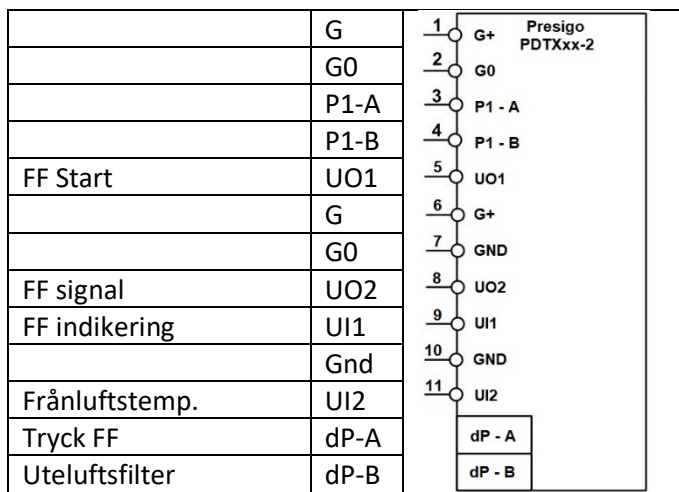 G
G0
P1-A
P1-B
FF Start UO1
G
G0
FF signal UO2
FF indikering UI1
Gnd
Frånluftstemp. UI2
Tryck FF dP-A
Uteluftsfilter dP-B
Presigo
PDTXxx-2
1 G+
2 G0
3 P1 - A
4 P1 - B
5 UO1
6 G+
7 GND
8 UO2
9 UI1
10 GND
11 UI2
dP - A
dP - B